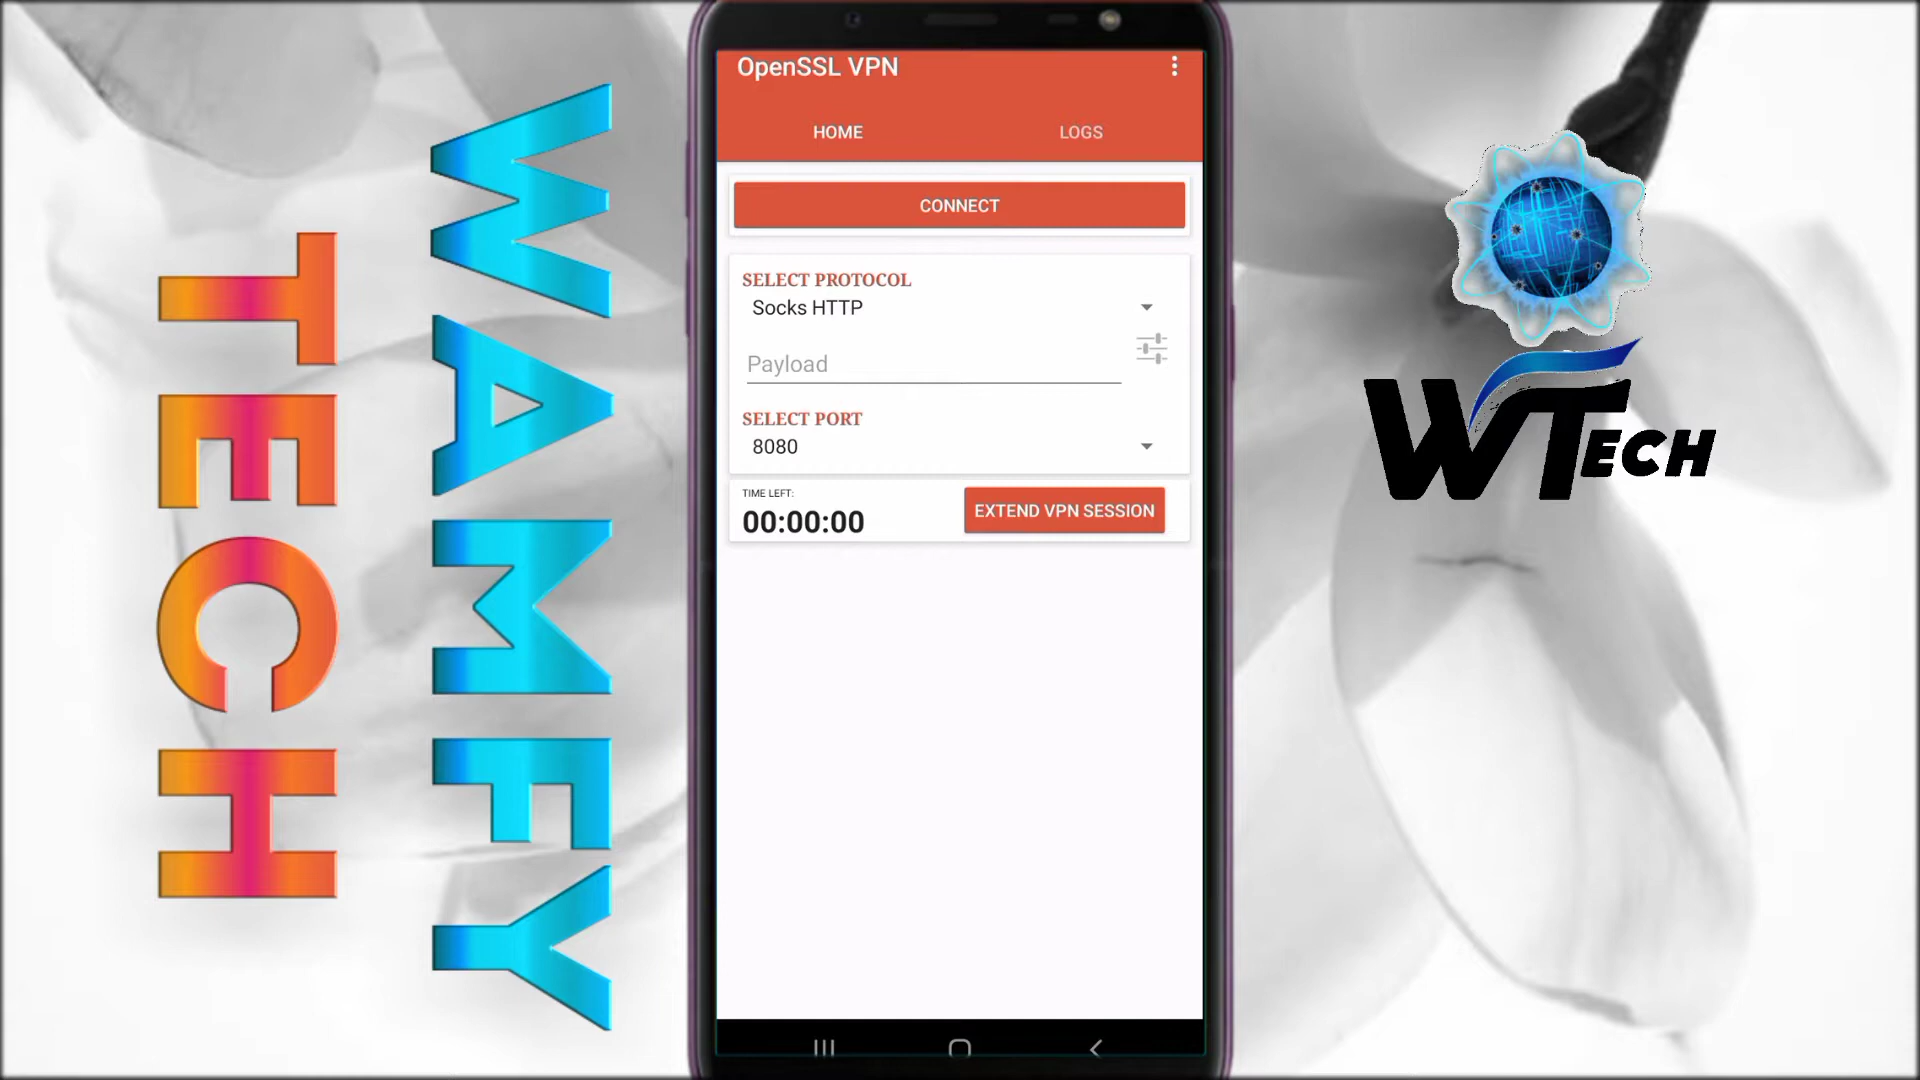 WAMFY
TECH
OpenSSL VPN
HOME
LOGS
CONNECT
SELECT PROTOCOL
Socks HTTP
Payload
SELECT PORT
8080
TIME LEFT:
00:00:00
EXTEND VPN SESSION
WTECH